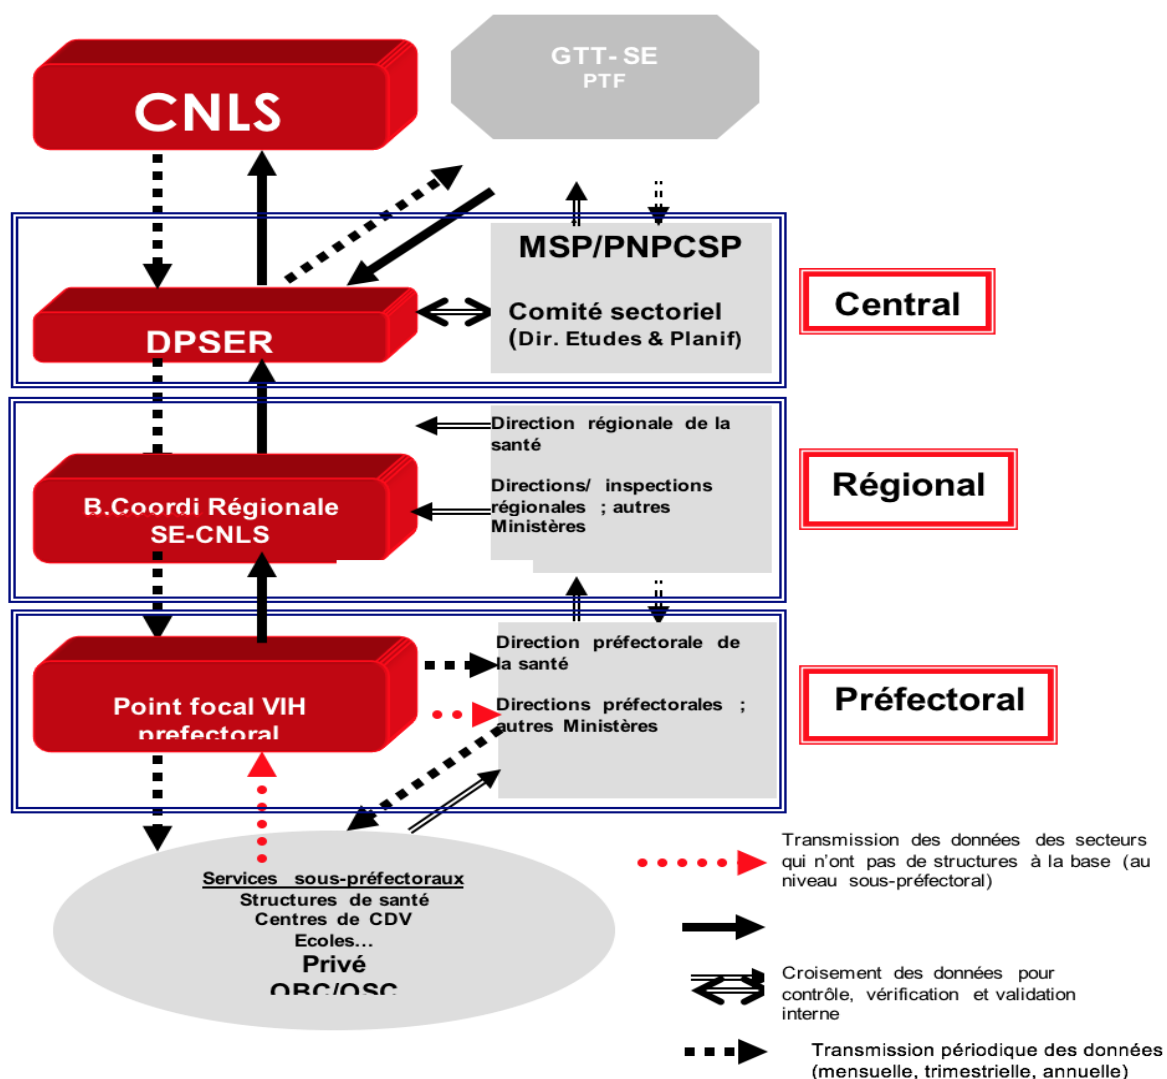 CNLS
GTT-SE
PTF
MSP/PNPCSP
Comité sectoriel
(Dir. Etudes & Planif)
DPSER
Central
Direction régionale de la
santé
Directions/ inspections
régionales ; autres
Ministères
B.Coordi Régionale
SE-CNLS
Régional
Direction préfectorale de
la santé
Directions préfectorales ;
autres Ministères
Point focal VIH
prefectoral
Préfectoral
Services sous-préfectoraux
Structures de santé
Centres de CDV
Ecoles...
Privé
OBC/OSC
Transmission des données des secteurs
qui n'ont pas de structures à la base (au
niveau sous-préfectoral)
Croisement des données pour
contrôle, vérification et validation
interne
Transmission périodique des données
(mensuelle, trimestrielle, annuelle)